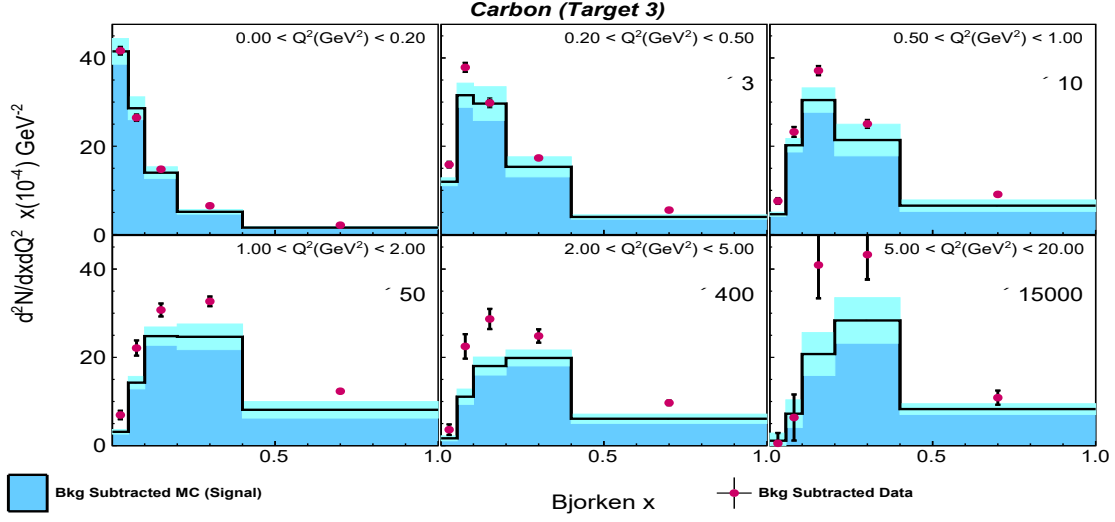 Carbon (Target 3)
0.00 < Q²(GeV²) < 0.20
0.20 < Q²(GeV²) < 0.50
´ 3
0.50 < Q²(GeV²) < 1.00
´ 10
40
20
0
1.00 < Q²(GeV²) < 2.00
´ 50
2.00 < Q²(GeV²) < 5.00
´ 400
5.00 < Q²(GeV²) < 20.00
´ 15000
40
20
0
d²N/dxdQ² x(10⁻⁴) GeV⁻²
0.5 1.0 0.5 1.0 0.5 1.0
Bjorken x
Bkg Subtracted MC (Signal)
Bkg Subtracted Data